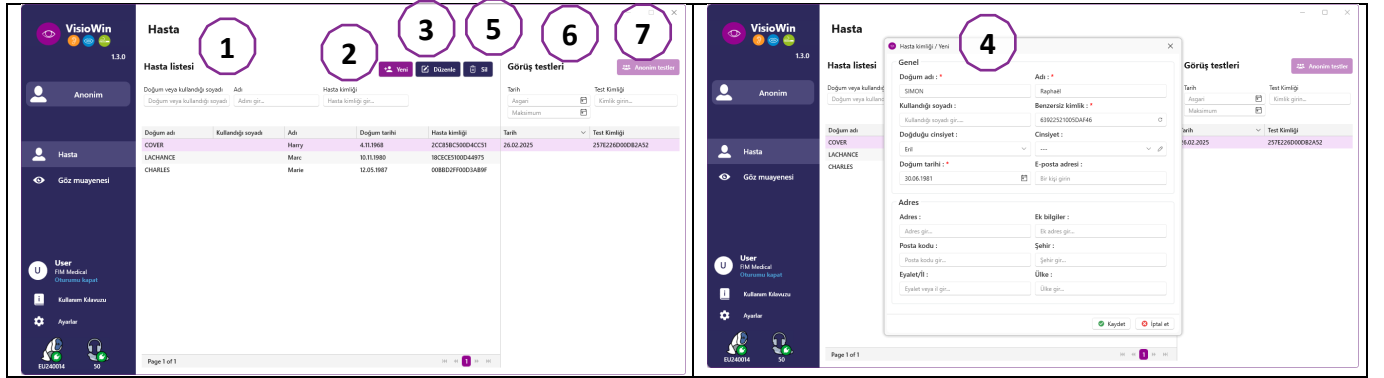 VisioWin
1.3.0
Anonim
Hasta
Göz muayenesi
User
FIM Medical
Oturumu kapat
U
Kullanım Kılavuzu
Ayarlar
EU240014
50
Hasta
1
2
3
5
6
7
Hasta listesi
Yeni
Düzenle
Sil
Görüş testleri
Anonim testler
Doğum veya kullandığı soyadı
Adı
Hasta kimliği
Tarih
Test Kimliği
Doğum veya kullandığı soyadı
Adını gir...
Hasta kimliği gir...
Asgari
Kimlik girin...
Maksimum
Doğum adı
Kullandığı soyadı
Adı
Doğum tarihi
Hasta kimliği
Tarih
Test Kimliği
COVER
Harry
4.11.1968
2CC85BC500D4CC51
26.02.2025
257E226D00DB2A52
LACHANCE
Marc
10.11.1980
18CECE5100D44975
CHARLES
Marie
12.05.1987
00BBD2FF00D3AB9F
Page 1 of 1
1
VisioWin
1.3.0
Anonim
Hasta
Göz muayenesi
User
FIM Medical
Oturumu kapat
U
Kullanım Kılavuzu
Ayarlar
EU240014
50
Hasta
Hasta listesi
Doğum veya kullandığı
Doğum veya kulland
Doğum adı
COVER
LACHANCE
CHARLES
4
Hasta kimliği / Yeni
Genel
Doğum adı : *
Adı : *
SIMON
Raphaël
Kullandığı soyadı :
Benzersiz kimlik : *
Kullandığı soyadı gir.....
63922521005DAF46
Doğduğu cinsiyet :
Cinsiyet :
Eril
---
Doğum tarihi : *
E-posta adresi :
30.06.1981
Bir kişi girin
Adres
Adres :
Ek bilgiler :
Adres gir...
Ek adres gir...
Posta kodu :
Şehir :
Posta kodu gir...
Şehir gir...
Eyalet/İl :
Ülke :
Eyalet veya il gir...
Ülke gir...
Kaydet
İptal et
Görüş testleri
Anonim testler
Tarih
Test Kimliği
Asgari
Kimlik girin...
Maksimum
Tarih
Test Kimliği
26.02.2025
257E226D00DB2A52
Page 1 of 1
1